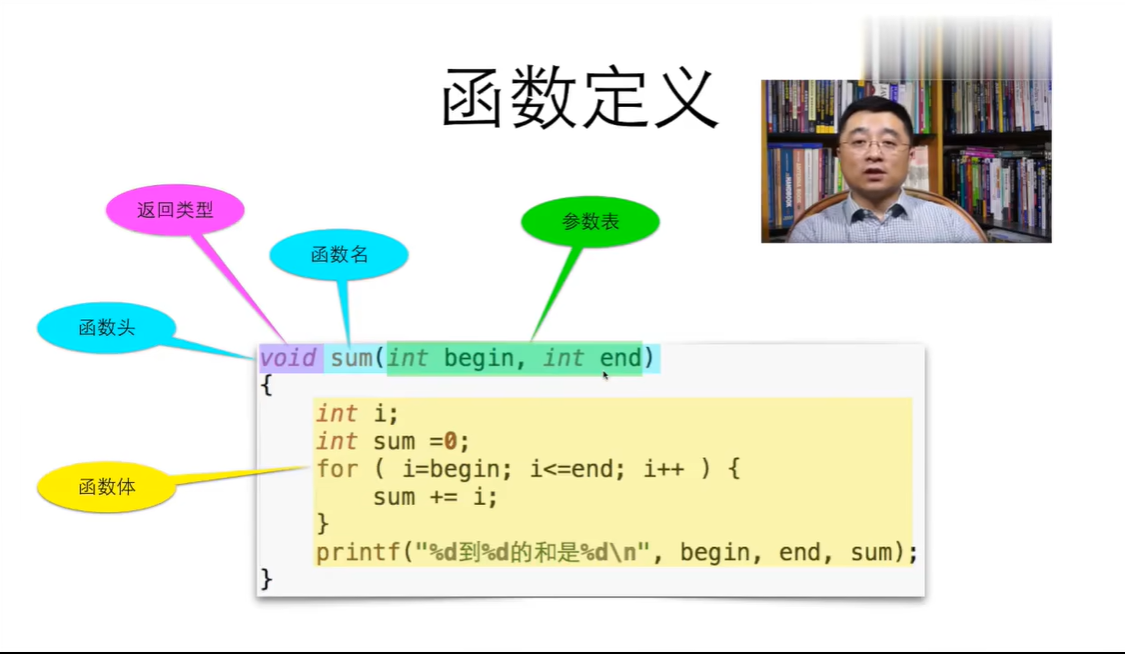 函数定义
返回类型
函数名
参数表
函数头
void sum(int begin, int end)
{
int i;
int sum =0;
for ( i=begin; i<=end; i++ ) {
函数体
sum += i;
}
printf("%d到%d的和是%d\n", begin, end, sum);
}